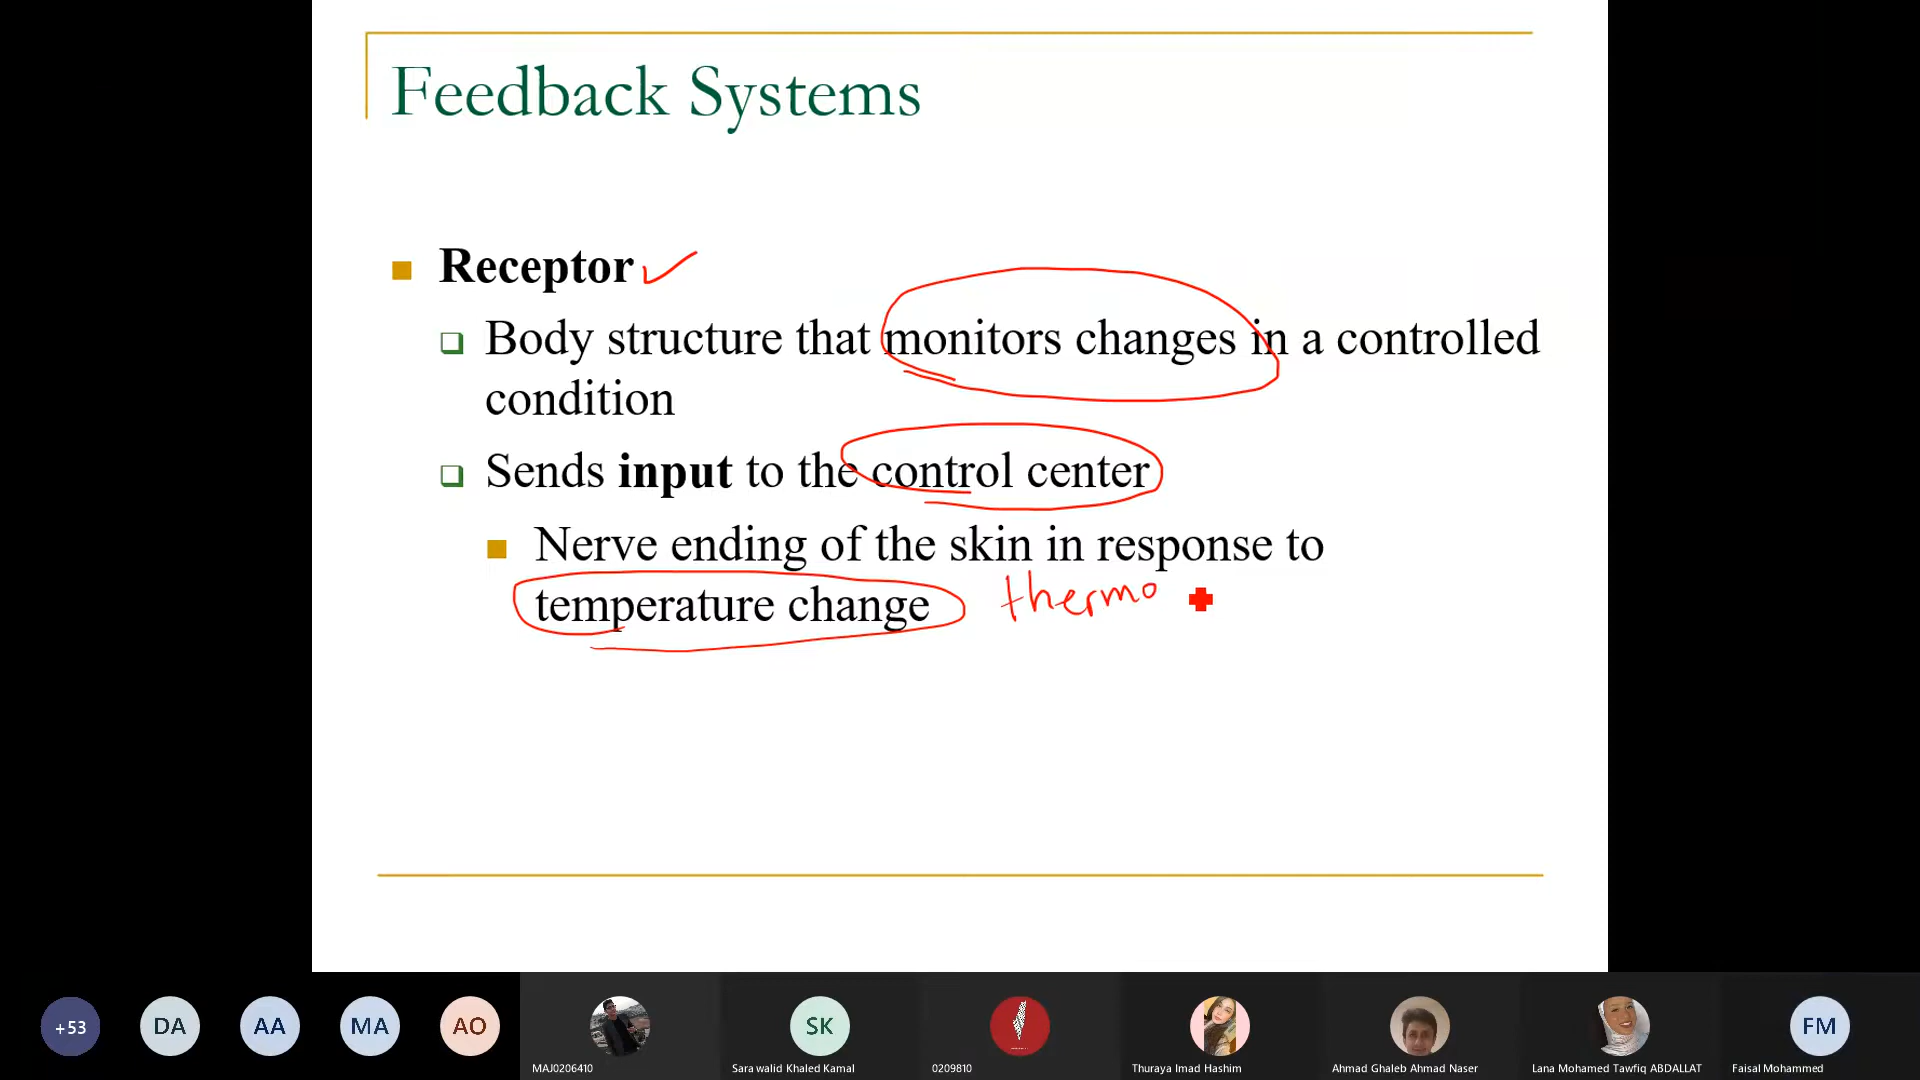 Feedback Systems
Receptor
Body structure that monitors changes in a controlled
condition
Sends input to the control center
Nerve ending of the skin in response to
temperature change thermo
+53 DA AA MA AO SK FM
MAJ0206410 Sara walid Khaled Kamal 0209810 Thuraya Imad Hashim Ahmad Ghaleb Ahmad Naser Lana Mohamed Tawfiq ABDALLAT Faisal Mohammed